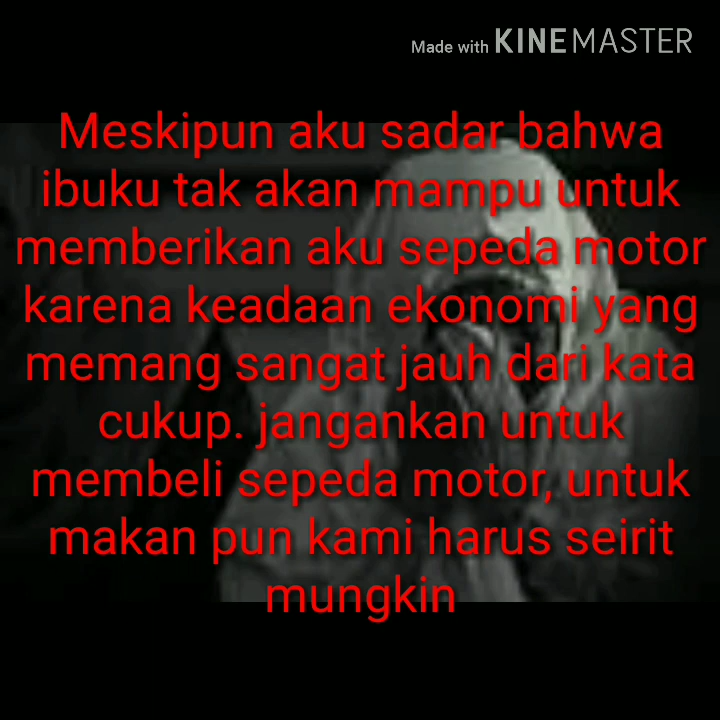 Made with KINEMASTER
Meskipun aku sadar bahwa
ibuku tak akan mampu untuk
memberikan aku sepeda motor
karena keadaan ekonomi yang
memang sangat jauh dari kata
cukup. jangankan untuk
membeli sepeda motor, untuk
makan pun kami harus seirit
mungkin